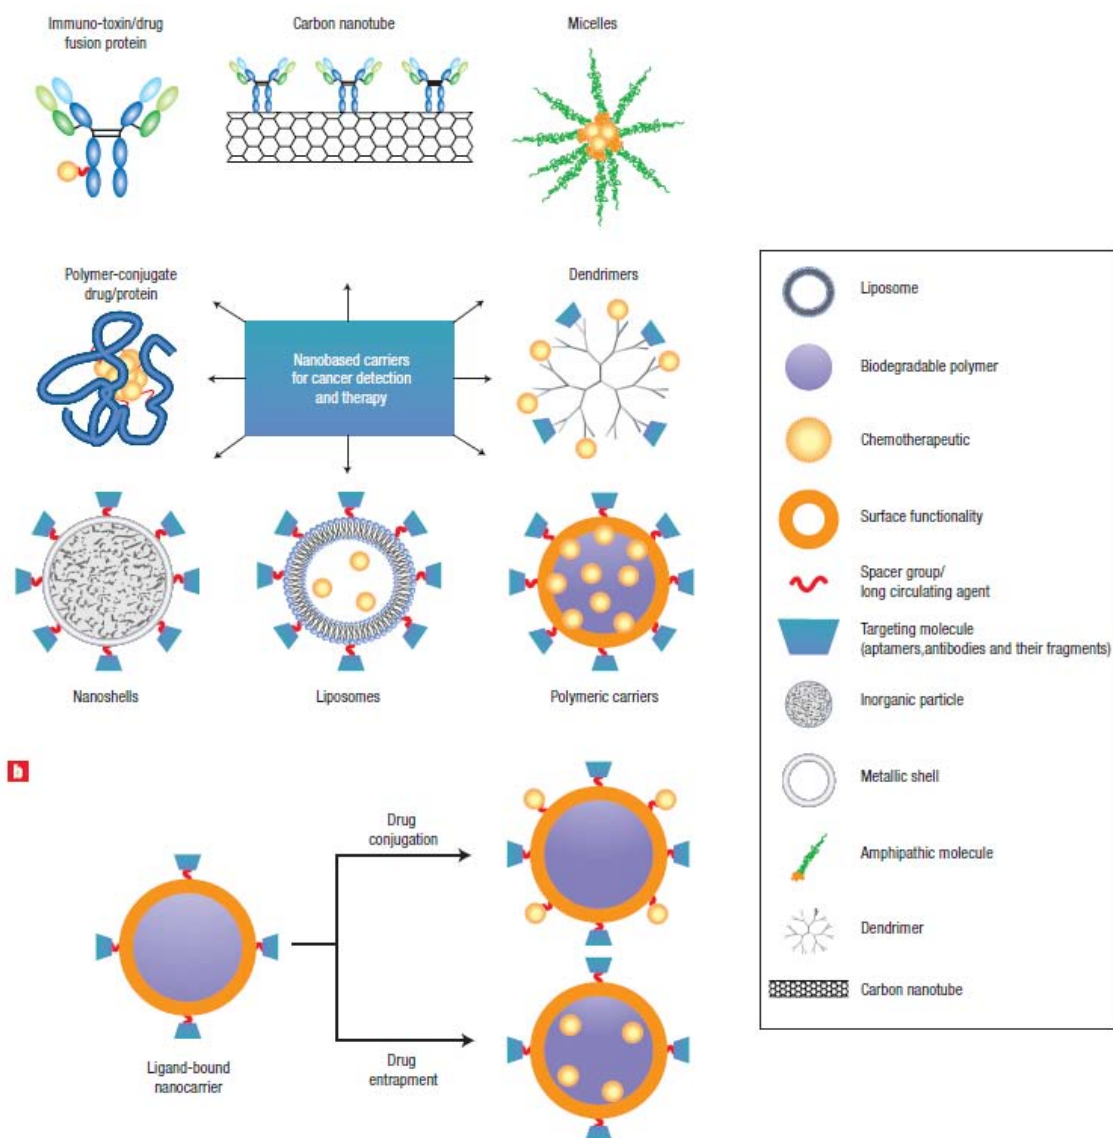 Immuno-toxin/drug
fusion protein
Carbon nanotube
Micelles
Polymer-conjugate
drug/protein
Dendrimers
Nanobased carriers
for cancer detection
and therapy
Nanoshells
Liposomes
Polymeric carriers
b
Drug
conjugation
Ligand-bound
nanocarrier
Drug
entrapment
Liposome
Biodegradable polymer
Chemotherapeutic
Surface functionality
Spacer group/
long circulating agent
Targeting molecule
(aptamers,antibodies and their fragments)
Inorganic particle
Metallic shell
Amphipathic molecule
Dendrimer
Carbon nanotube